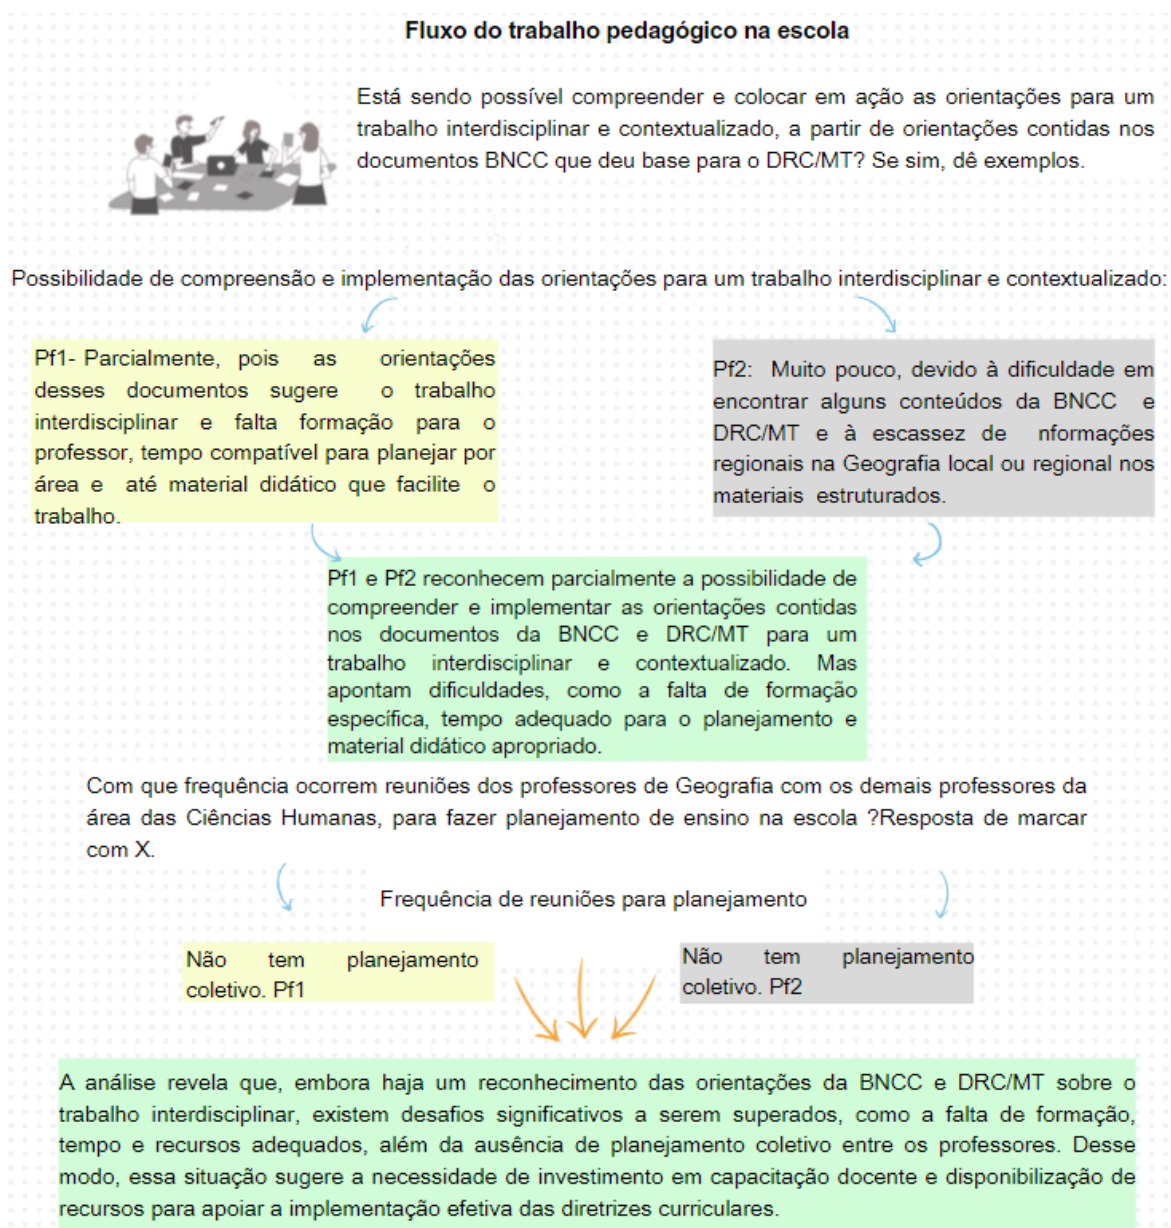 Fluxo do trabalho pedagógico na escola
Está sendo possível compreender e colocar em ação as orientações para um
trabalho interdisciplinar e contextualizado, a partir de orientações contidas nos
documentos BNCC que deu base para o DRC/MT? Se sim, dê exemplos.
Possibilidade de compreensão e implementação das orientações para um trabalho interdisciplinar e contextualizado:
Pf1- Parcialmente, pois as orientações
desses documentos sugere o trabalho
interdisciplinar e falta formação para o
professor, tempo compatível para planejar por
área e até material didático que facilite o
trabalho.
Pf2: Muito pouco, devido à dificuldade em
encontrar alguns conteúdos da BNCC e
DRC/MT e à escassez de nformações
regionais na Geografia local ou regional nos
materiais estruturados.
Pf1 e Pf2 reconhecem parcialmente a possibilidade de
compreender e implementar as orientações contidas
nos documentos da BNCC e DRC/MT para um
trabalho interdisciplinar e contextualizado. Mas
apontam dificuldades, como a falta de formação
específica, tempo adequado para o planejamento e
material didático apropriado.
Com que frequência ocorrem reuniões dos professores de Geografia com os demais professores da
área das Ciências Humanas, para fazer planejamento de ensino na escola ?Resposta de marcar
com X.
Frequência de reuniões para planejamento
Não tem planejamento
coletivo. Pf1
Não tem planejamento
coletivo. Pf2
A análise revela que, embora haja um reconhecimento das orientações da BNCC e DRC/MT sobre o
trabalho interdisciplinar, existem desafios significativos a serem superados, como a falta de formação,
tempo e recursos adequados, além da ausência de planejamento coletivo entre os professores. Desse
modo, essa situação sugere a necessidade de investimento em capacitação docente e disponibilização de
recursos para apoiar a implementação efetiva das diretrizes curriculares.